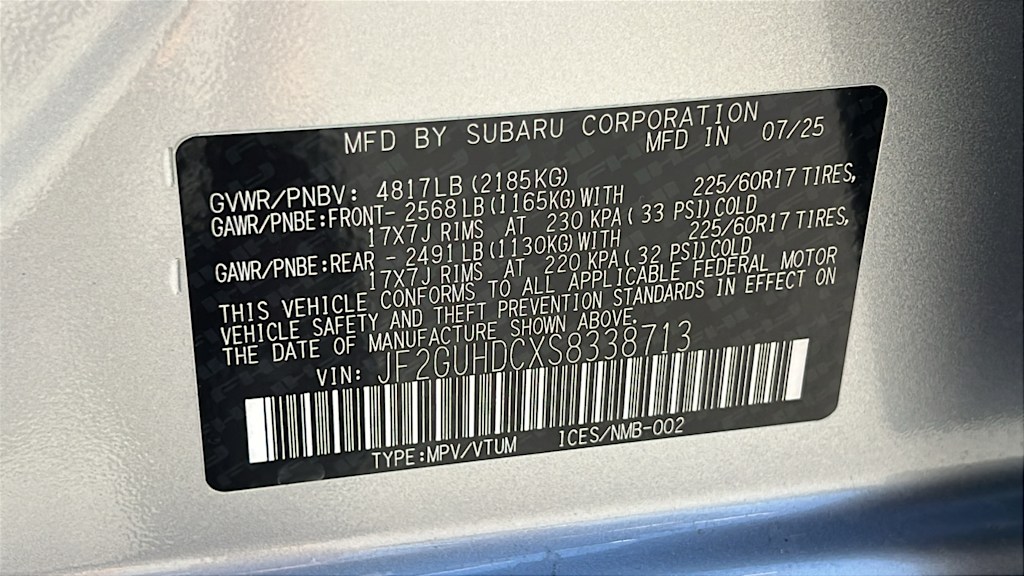 MFD BY SUBARU CORPORATION
MFD IN 07/25
GVWR/PNBV: 4817LB (2185KG)
GAWR/PNBE:FRONT- 2568 LB (1165KG) WITH 225/60R17 TIRES,
17X7J RIMS AT 230 KPA ( 33 PSI) COLD
GAWR/PNBE:REAR - 2491 LB (1130KG) WITH 225/60R17 TIRES,
17X7J RIMS AT 220 KPA ( 32 PSI) COLD
THIS VEHICLE CONFORMS TO ALL APPLICABLE FEDERAL MOTOR
VEHICLE SAFETY AND THEFT PREVENTION STANDARDS IN EFFECT ON
THE DATE OF MANUFACTURE SHOWN ABOVE.
VIN: JF2GUHDCXS8338713
TYPE:MPV/VTUM ICES/NMB-002